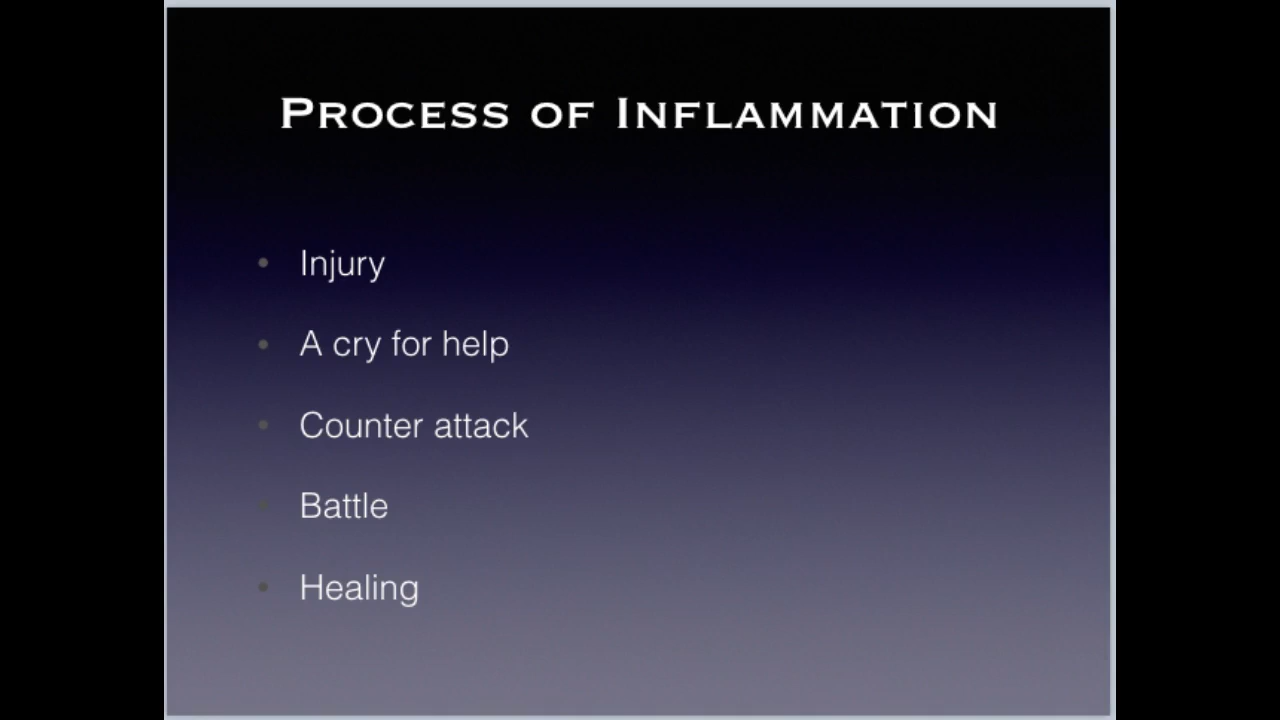 Process of Inflammation
• Injury
• A cry for help
• Counter attack
• Battle
• Healing